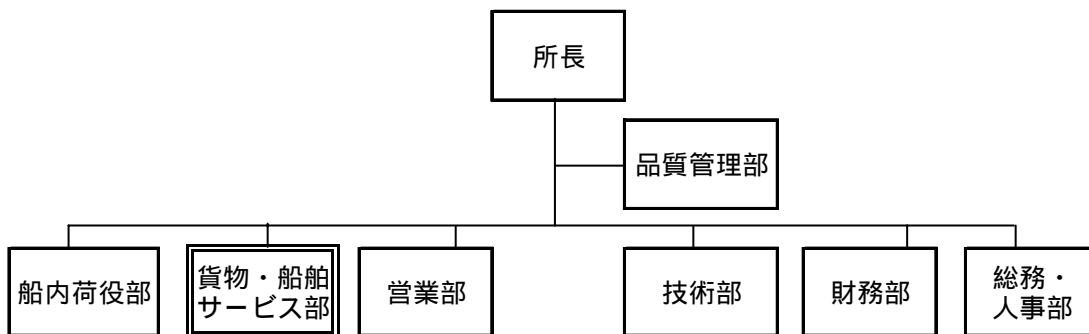 所長
品質管理部
船内荷役部
貨物・船舶
サービス部
営業部
技術部
財務部
総務・
人事部